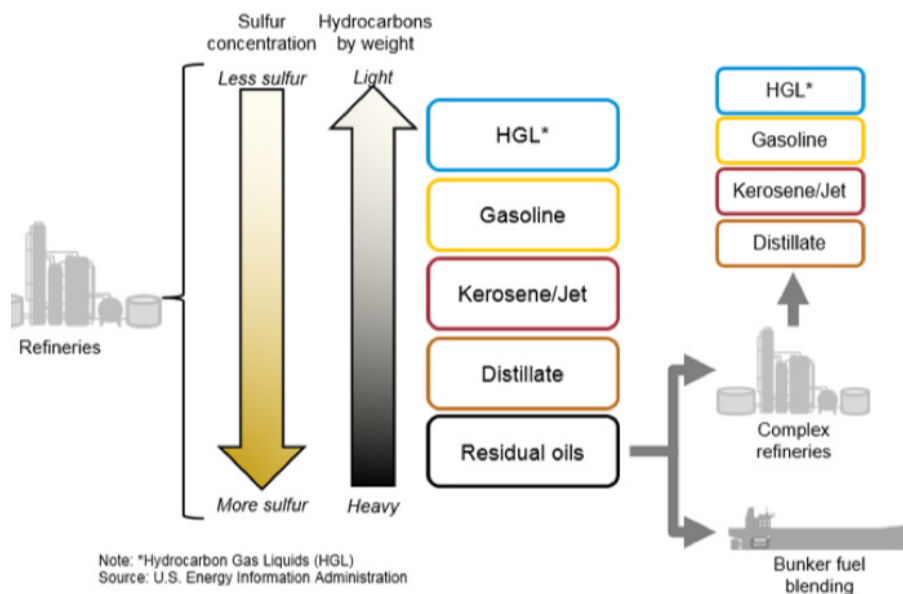 Sulfur
concentration
Less sulfur
More sulfur
Hydrocarbons
by weight
Light
Heavy
Refineries
HGL*
Gasoline
Kerosene/Jet
Distillate
Residual oils
HGL*
Gasoline
Kerosene/Jet
Distillate
Complex
refineries
Bunker fuel
blending
Note: *Hydrocarbon Gas Liquids (HGL)
Source: U.S. Energy Information Administration